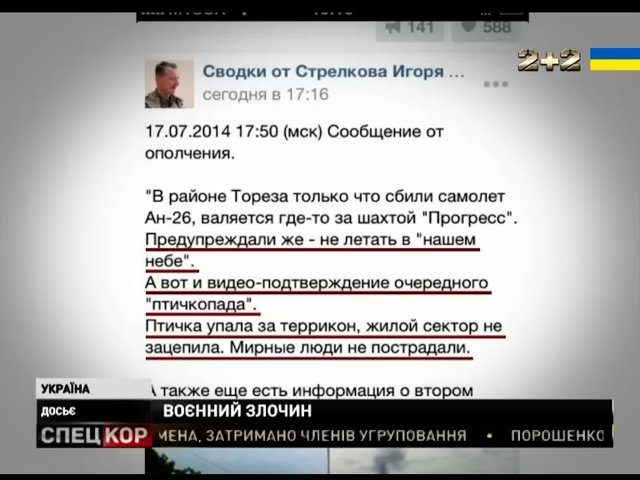 141 588
2+2
Сводки от Стрелкова Игоря ...
сегодня в 17:16
17.07.2014 17:50 (мск) Сообщение от
ополчения.
"В районе Тореза только что сбили самолет
Ан-26, валяется где-то за шахтой "Прогресс".
Предупреждали же - не летать в "нашем
небе".
А вот и видео-подтверждение очередного
"птичкопада".
Птичка упала за террикон, жилой сектор не
зацепила. Мирные люди не пострадали.
А также еще есть информация о втором
УКРАЇНА
ДОСЬЄ
ВОЄННИЙ ЗЛОЧИН
СПЕЦКОР
МЕНА, ЗАТРИМАНО ЧЛЕНІВ УГРУПОВАННЯ • ПОРОШЕНКО